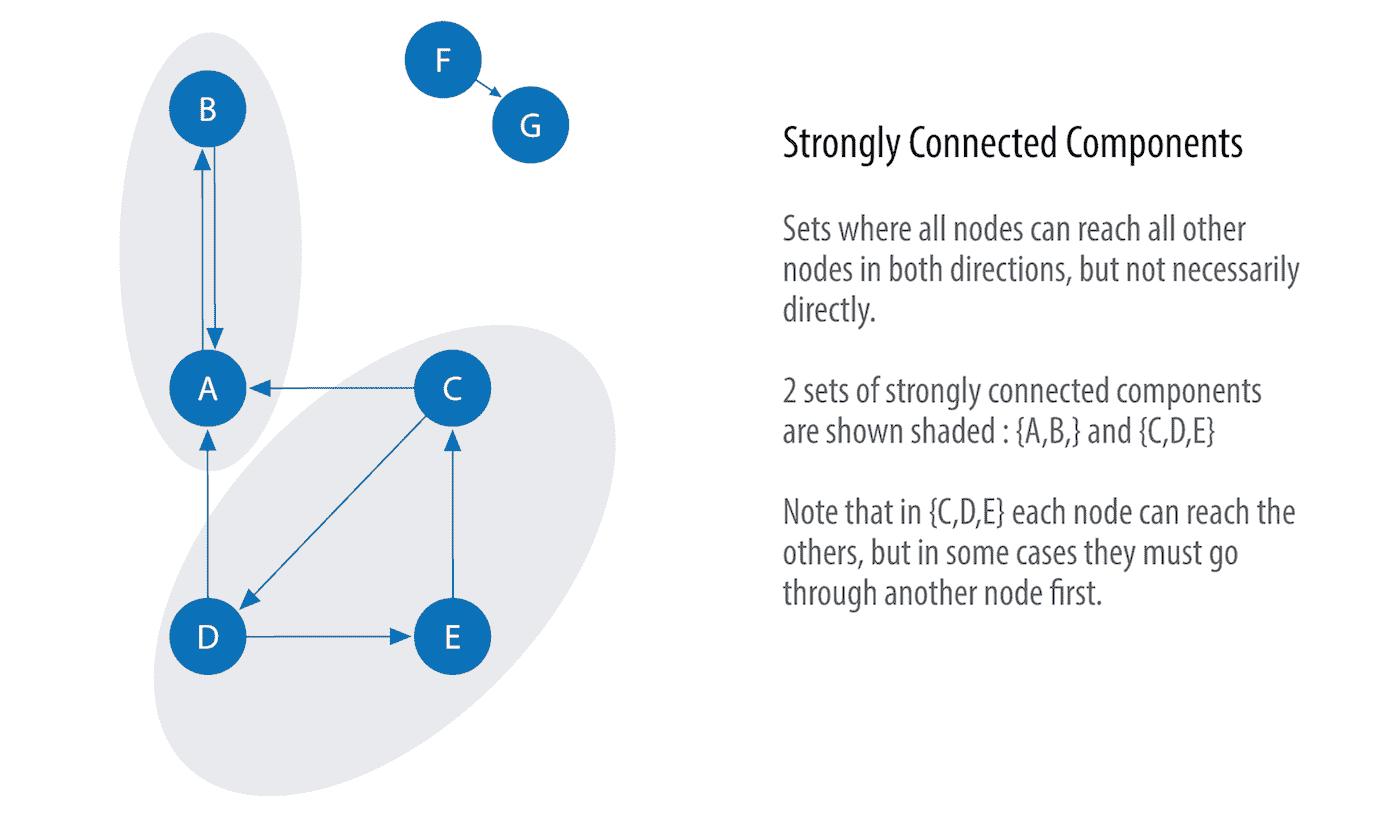 B
F
G
A
C
D
E
Strongly Connected Components
Sets where all nodes can reach all other
nodes in both directions, but not necessarily
directly.
2 sets of strongly connected components
are shown shaded : {A,B,} and {C,D,E}
Note that in {C,D,E} each node can reach the
others, but in some cases they must go
through another node first.